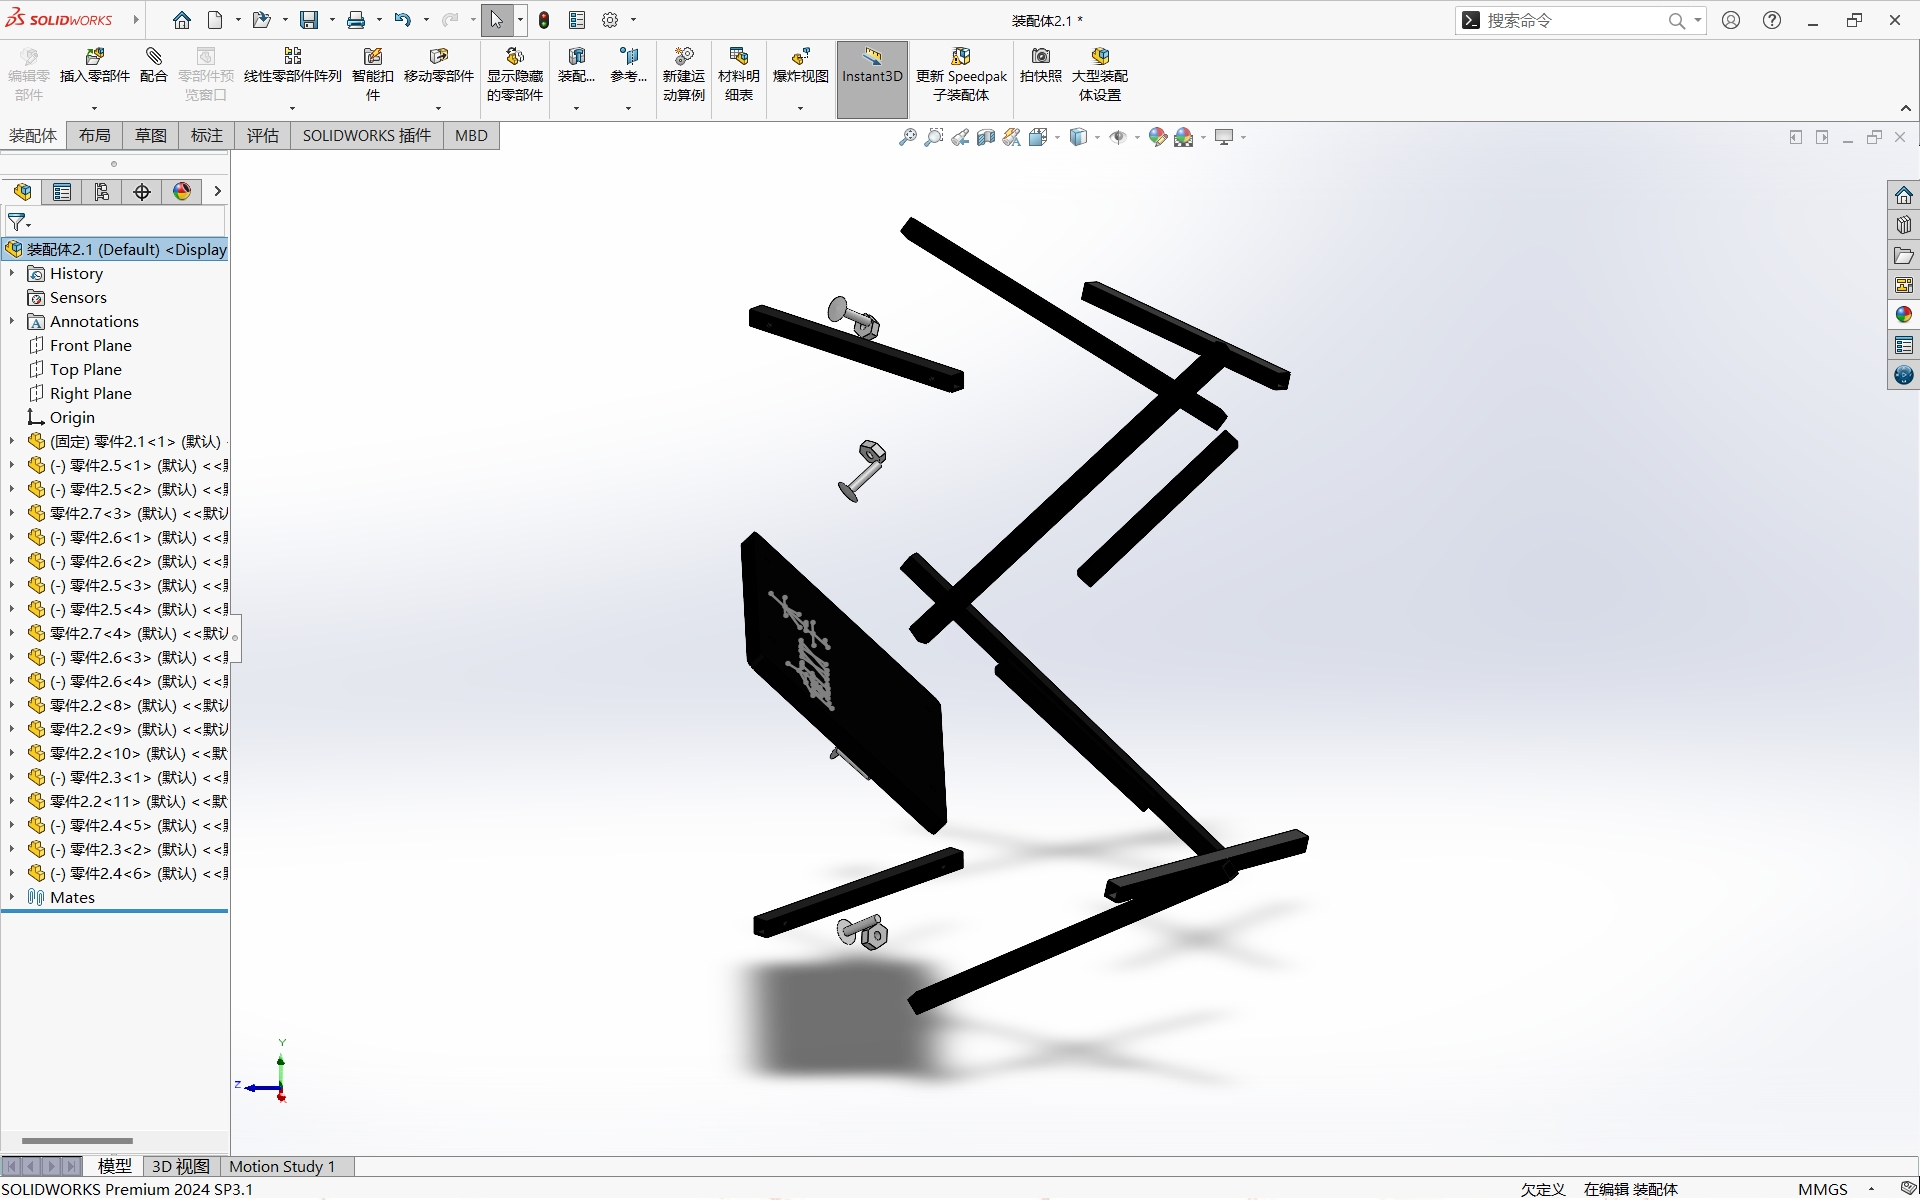 SOLIDWORKS
装配体2.1 *
搜索命令
编辑零部件
插入零部件
配合
零部件预览窗口
线性零部件阵列
智能扣件
移动零部件
显示隐藏的零部件
装配...
参考...
新建运动算例
材料明细表
爆炸视图
Instant3D
更新 Speedpak 子装配体
拍快照
大型装配体设置
装配体
布局
草图
标注
评估
SOLIDWORKS 插件
MBD
装配体2.1 (Default) <Display
History
Sensors
Annotations
Front Plane
Top Plane
Right Plane
Origin
(固定) 零件2.1<1> (默认)
(-) 零件2.5<1> (默认) <<默
(-) 零件2.5<2> (默认) <<默
零件2.7<3> (默认) <<默认
(-) 零件2.6<1> (默认) <<默
(-) 零件2.6<2> (默认) <<默
(-) 零件2.5<3> (默认) <<默
(-) 零件2.5<4> (默认) <<默
零件2.7<4> (默认) <<默认
(-) 零件2.6<3> (默认) <<默
(-) 零件2.6<4> (默认) <<默
零件2.2<8> (默认) <<默认
零件2.2<9> (默认) <<默认
零件2.2<10> (默认) <<默
(-) 零件2.3<1> (默认) <<默
零件2.2<11> (默认) <<默
(-) 零件2.4<5> (默认) <<默
(-) 零件2.3<2> (默认) <<默
(-) 零件2.4<6> (默认) <<默
Mates
Y
Z
模型
3D 视图
Motion Study 1
SOLIDWORKS Premium 2024 SP3.1
欠定义
在编辑 装配体
MMGS